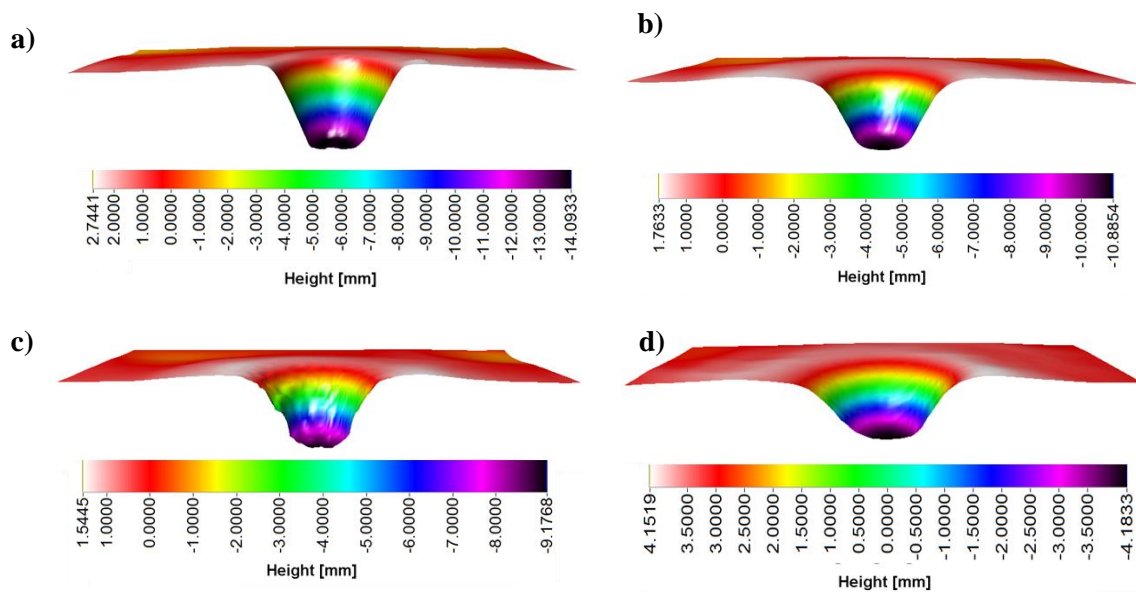 a)
2.7441 2.0000 1.0000 0.0000 -1.0000 -2.0000 -3.0000 -4.0000 -5.0000 -6.0000 -7.0000 -8.0000 -9.0000 -10.0000 -11.0000 -12.0000 -13.0000 -14.0933
Height [mm]
b)
1.7633 1.0000 0.0000 -1.0000 -2.0000 -3.0000 -4.0000 -5.0000 -6.0000 -7.0000 -8.0000 -9.0000 -10.0000 -10.8854
Height [mm]
c)
1.5445 1.0000 0.0000 -1.0000 -2.0000 -3.0000 -4.0000 -5.0000 -6.0000 -7.0000 -8.0000 -9.1768
Height [mm]
d)
4.1519 3.5000 3.0000 2.5000 2.0000 1.5000 1.0000 0.5000 0.0000 -0.5000 -1.0000 -1.5000 -2.0000 -2.5000 -3.0000 -3.5000 -4.1833
Height [mm]